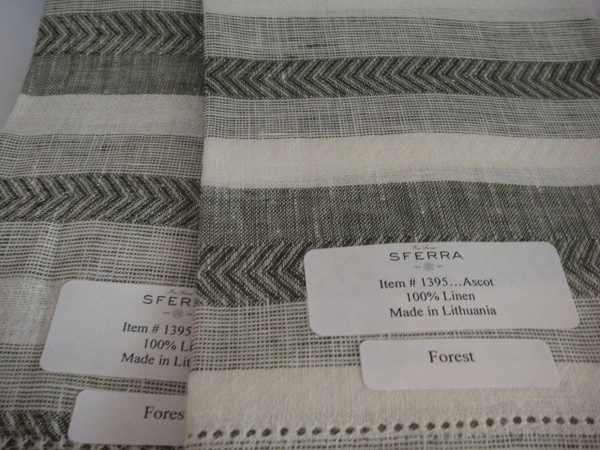 SFERRA
Item # 1395...Ascot
100% Linen
Made in Lithuania
Forest
SFERRA
Item # 1395
100% Li
Made in Lith
Fores